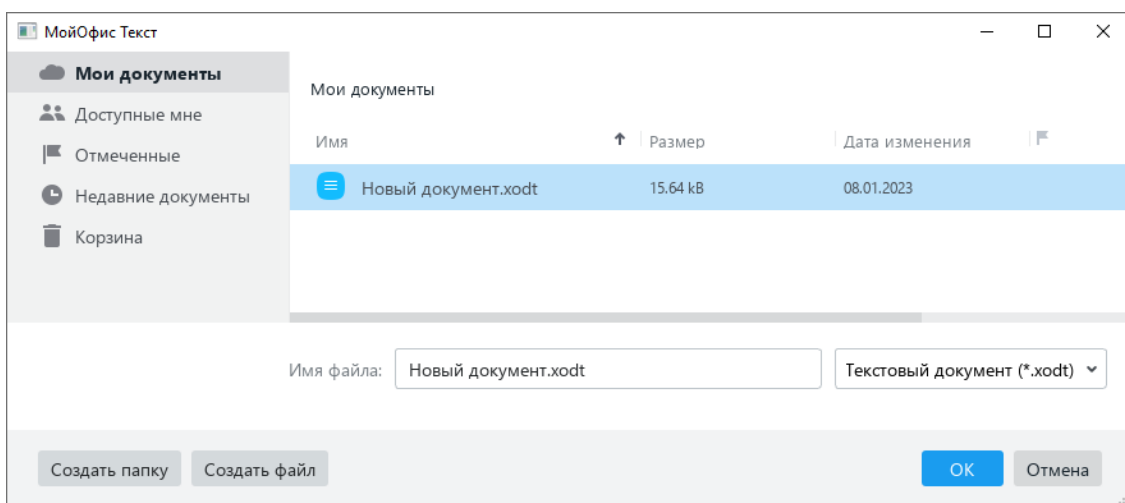 МойОфис Текст
Мои документы
Доступные мне
Отмеченные
Недавние документы
Корзина
Мои документы
Имя Размер Дата изменения
Новый документ.xodt 15.64 kB 08.01.2023
Имя файла: Новый документ.xodt Текстовый документ (*.xodt)
Создать папку Создать файл OK Отмена